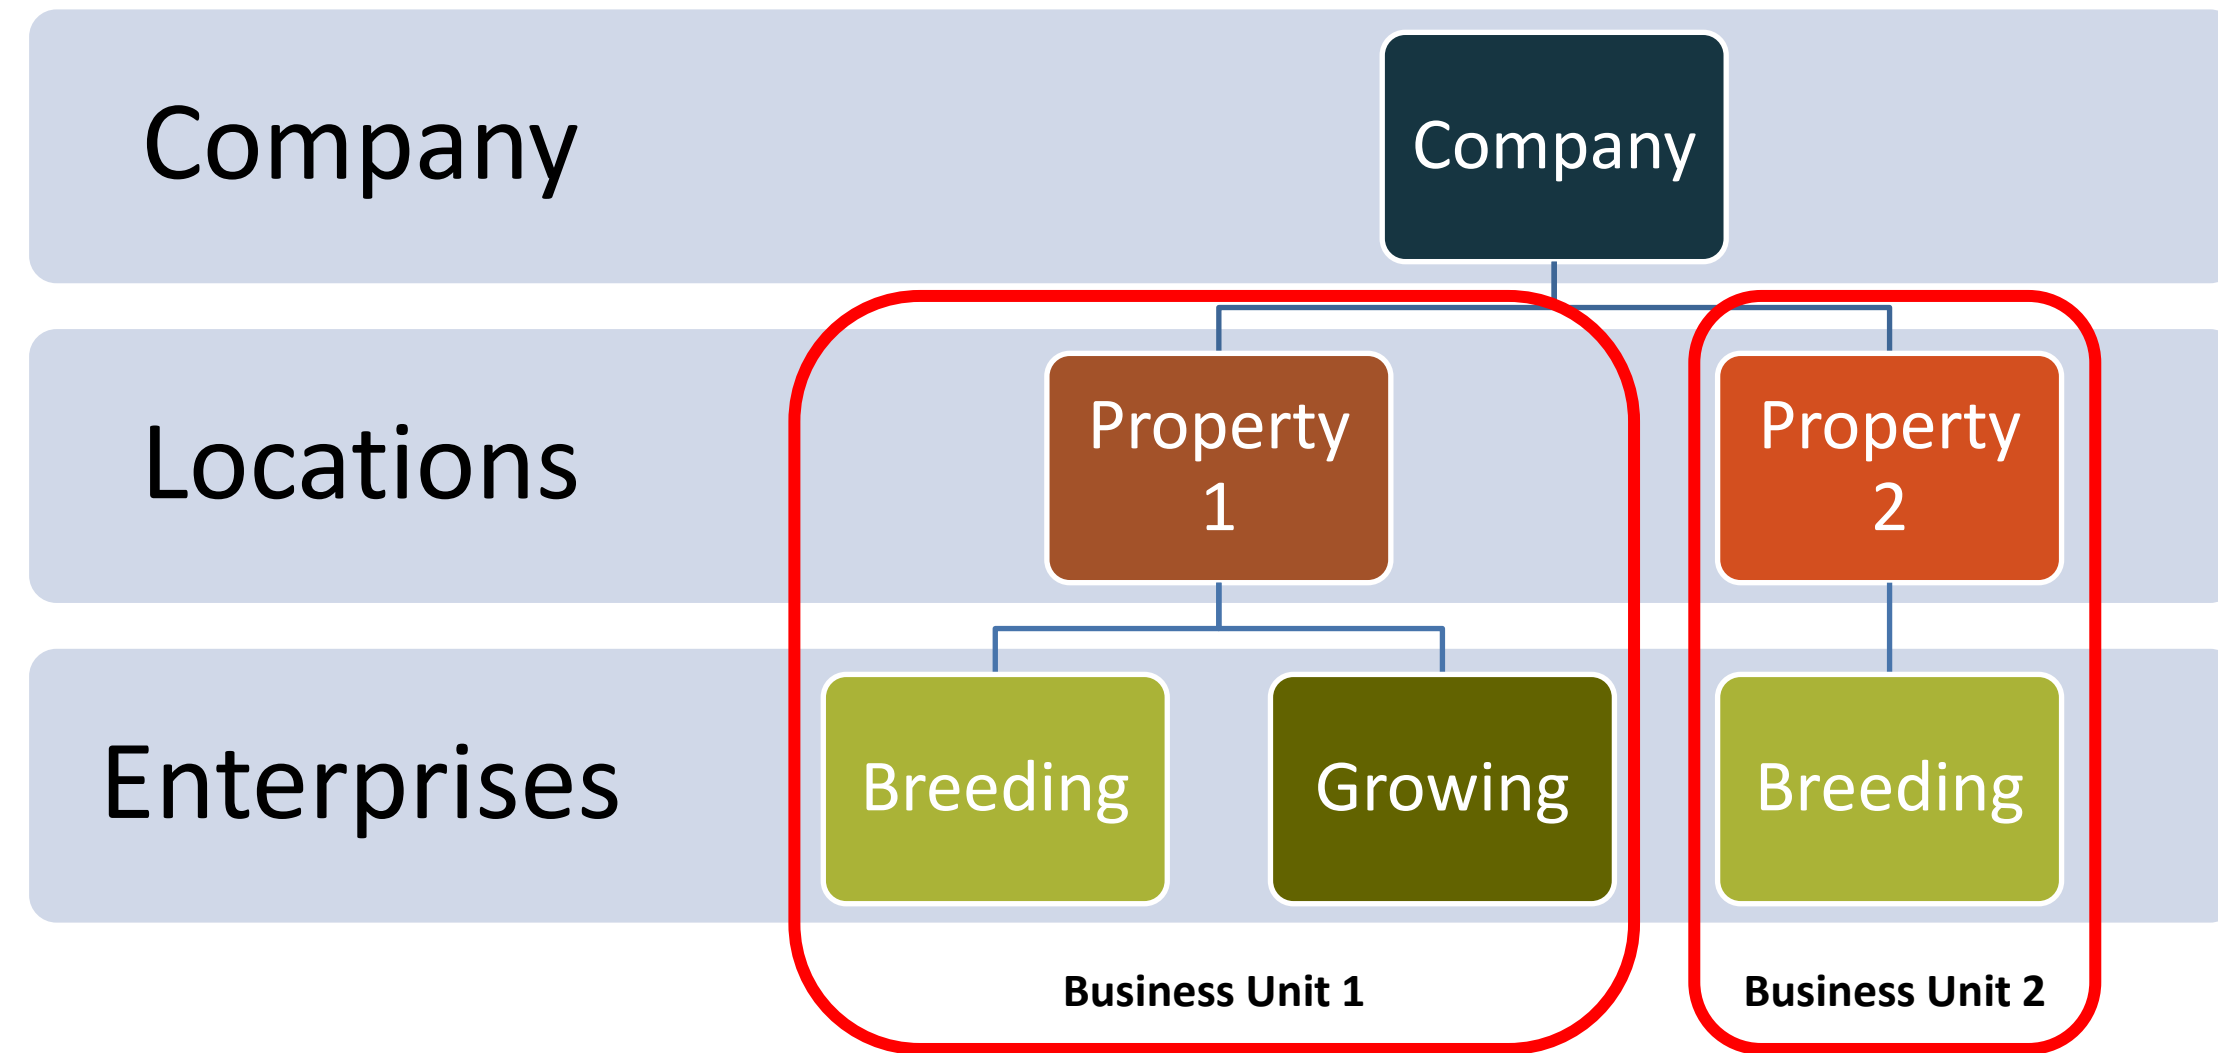 Company
Company
Locations
Property
1
Property
2
Enterprises
Breeding
Growing
Breeding
Business Unit 1
Business Unit 2